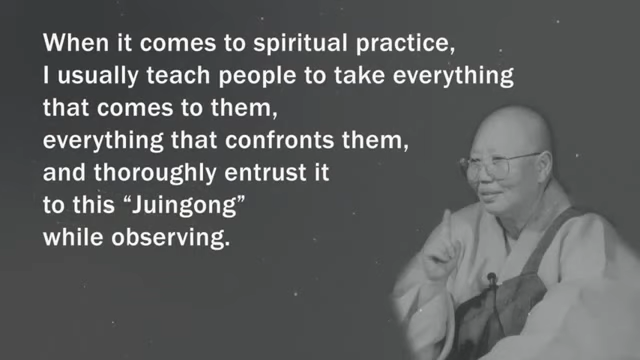 When it comes to spiritual practice,
I usually teach people to take everything
that comes to them,
everything that confronts them,
and thoroughly entrust it
to this “Juingong”
while observing.